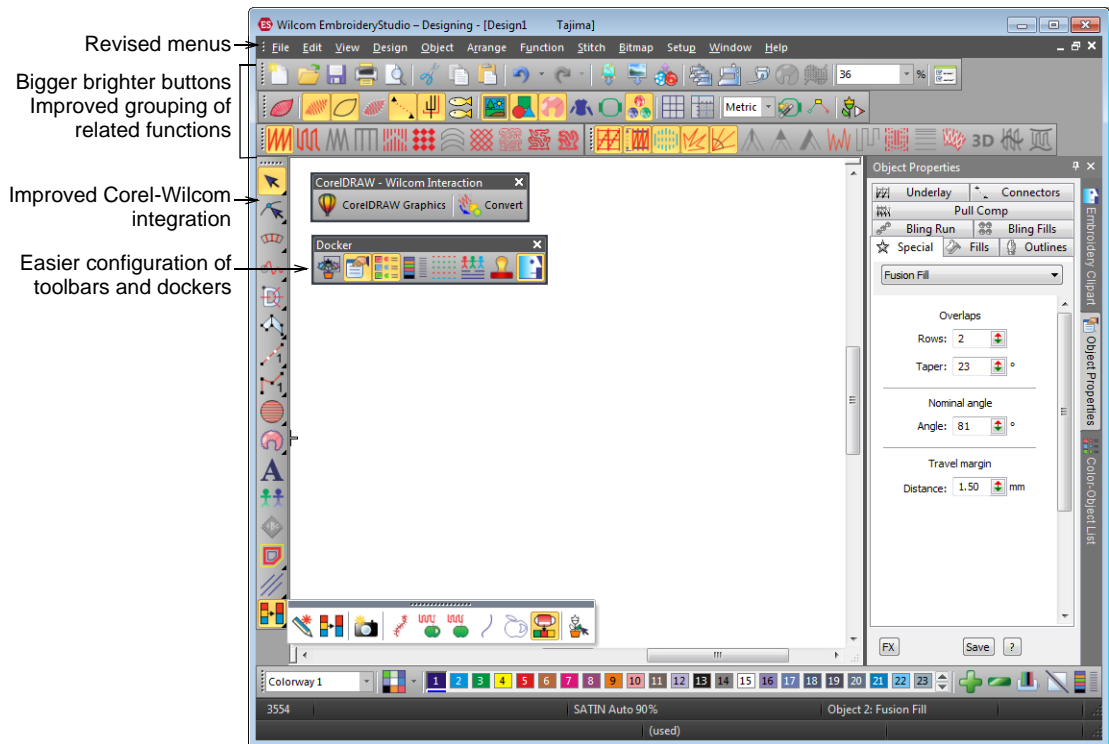 Revised menus
Bigger brighter buttons
Improved grouping of
related functions
Improved Corel-Wilcom
integration
Easier configuration of
toolbars and dockers
ES Wilcom EmbroideryStudio – Designing - [Design1 Tajima]
File Edit View Design Object Arrange Function Stitch Bitmap Setup Window Help
36 %
Metric
3D
CorelDRAW - Wilcom Interaction
CorelDRAW Graphics Convert
Docker
1
1
A
Object Properties
Underlay Connectors
Pull Comp
Bling Run Bling Fills
Special Fills Outlines
Fusion Fill
Overlaps
Rows: 2
Taper: 23 °
Nominal angle
Angle: 81 °
Travel margin
Distance: 1.50 mm
FX Save ?
Embroidery Clipart
Object Properties
Color-Object List
Colorway 1
1 2 3 4 5 6 7 8 9 10 11 12 13 14 15 16 17 18 19 20 21 22 23
3554 SATIN Auto 90% Object 2: Fusion Fill
(used)